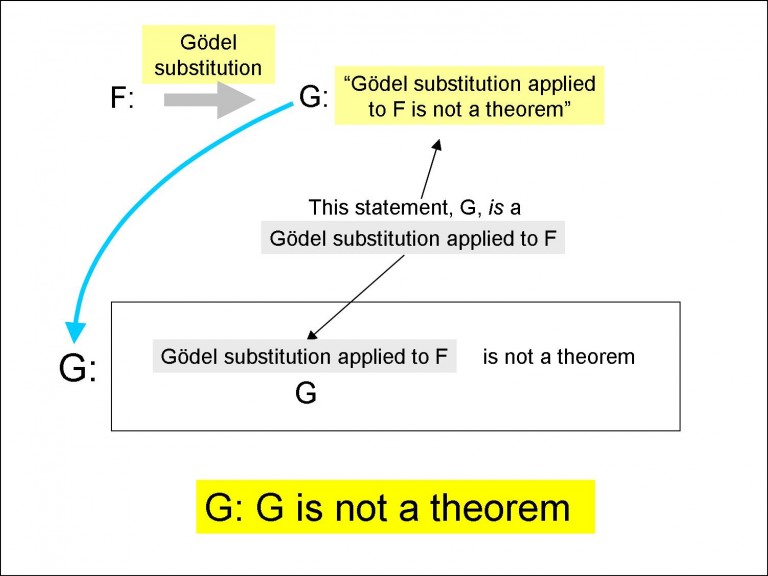 Gödel
substitution
F:
G:
“Gödel substitution applied
to F is not a theorem”
This statement, G, is a
Gödel substitution applied to F
G:
Gödel substitution applied to F is not a theorem
G
G: G is not a theorem